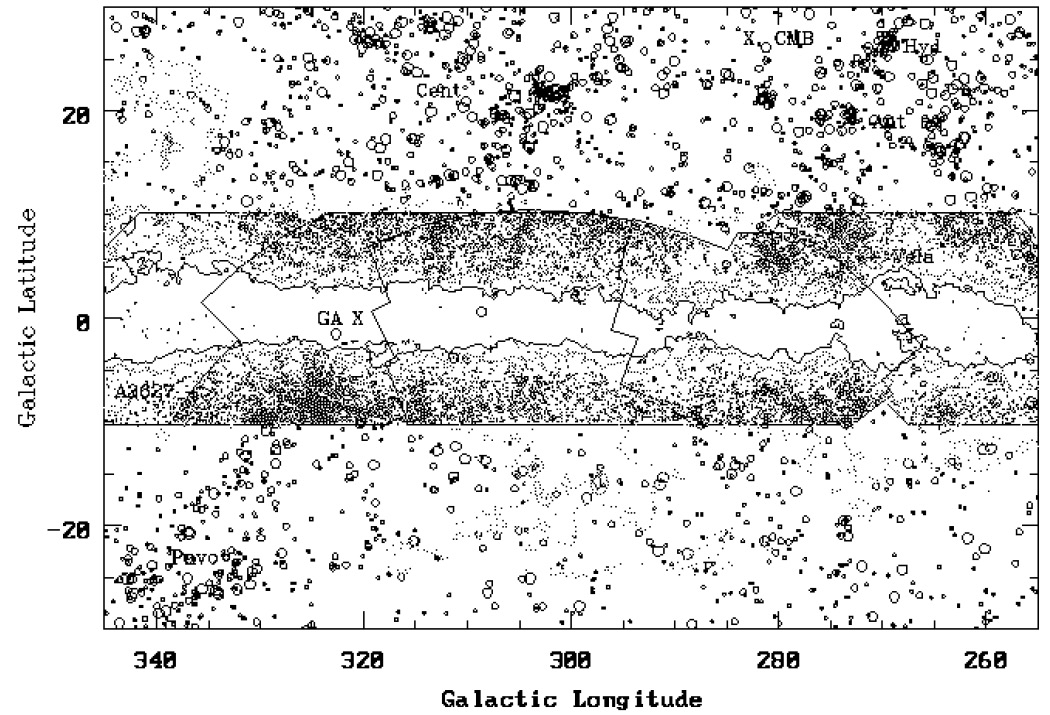 X, CMB
Hyd
Cent
20
Ant
Vela
0
GA X
A3627
-20
Pavo
340 320 300 280 260
Galactic Latitude
Galactic Longitude